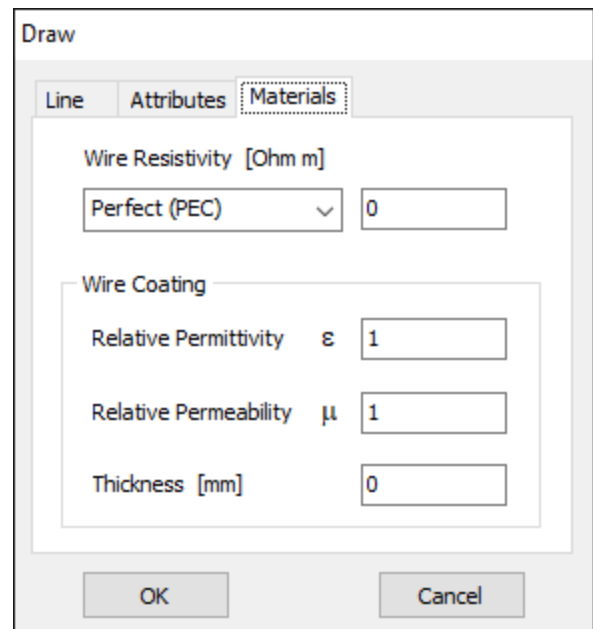 Draw
Line Attributes Materials
Wire Resistivity [Ohm m]
Perfect (PEC) 0
Wire Coating
Relative Permittivity ε 1
Relative Permeability μ 1
Thickness [mm] 0
OK Cancel